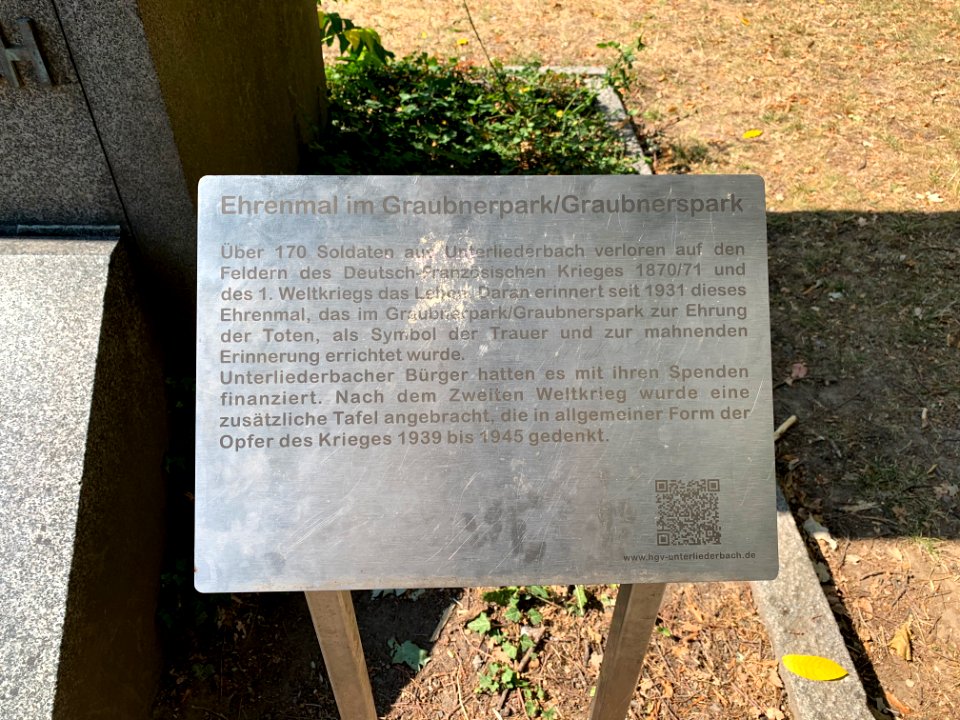 H
Ehrenmal im Graubnerpark/Graubnerspark
Über 170 Soldaten aus Unterliederbach verloren auf den
Feldern des Deutsch-Französischen Krieges 1870/71 und
des 1. Weltkriegs das Leben. Daran erinnert seit 1931 dieses
Ehrenmal, das im Graubnerpark/Graubnerspark zur Ehrung
der Toten, als Symbol der Trauer und zur mahnenden
Erinnerung errichtet wurde.
Unterliederbacher Bürger hatten es mit ihren Spenden
finanziert. Nach dem Zweiten Weltkrieg wurde eine
zusätzliche Tafel angebracht, die in allgemeiner Form der
Opfer des Krieges 1939 bis 1945 gedenkt.
www.hgv-unterliederbach.de